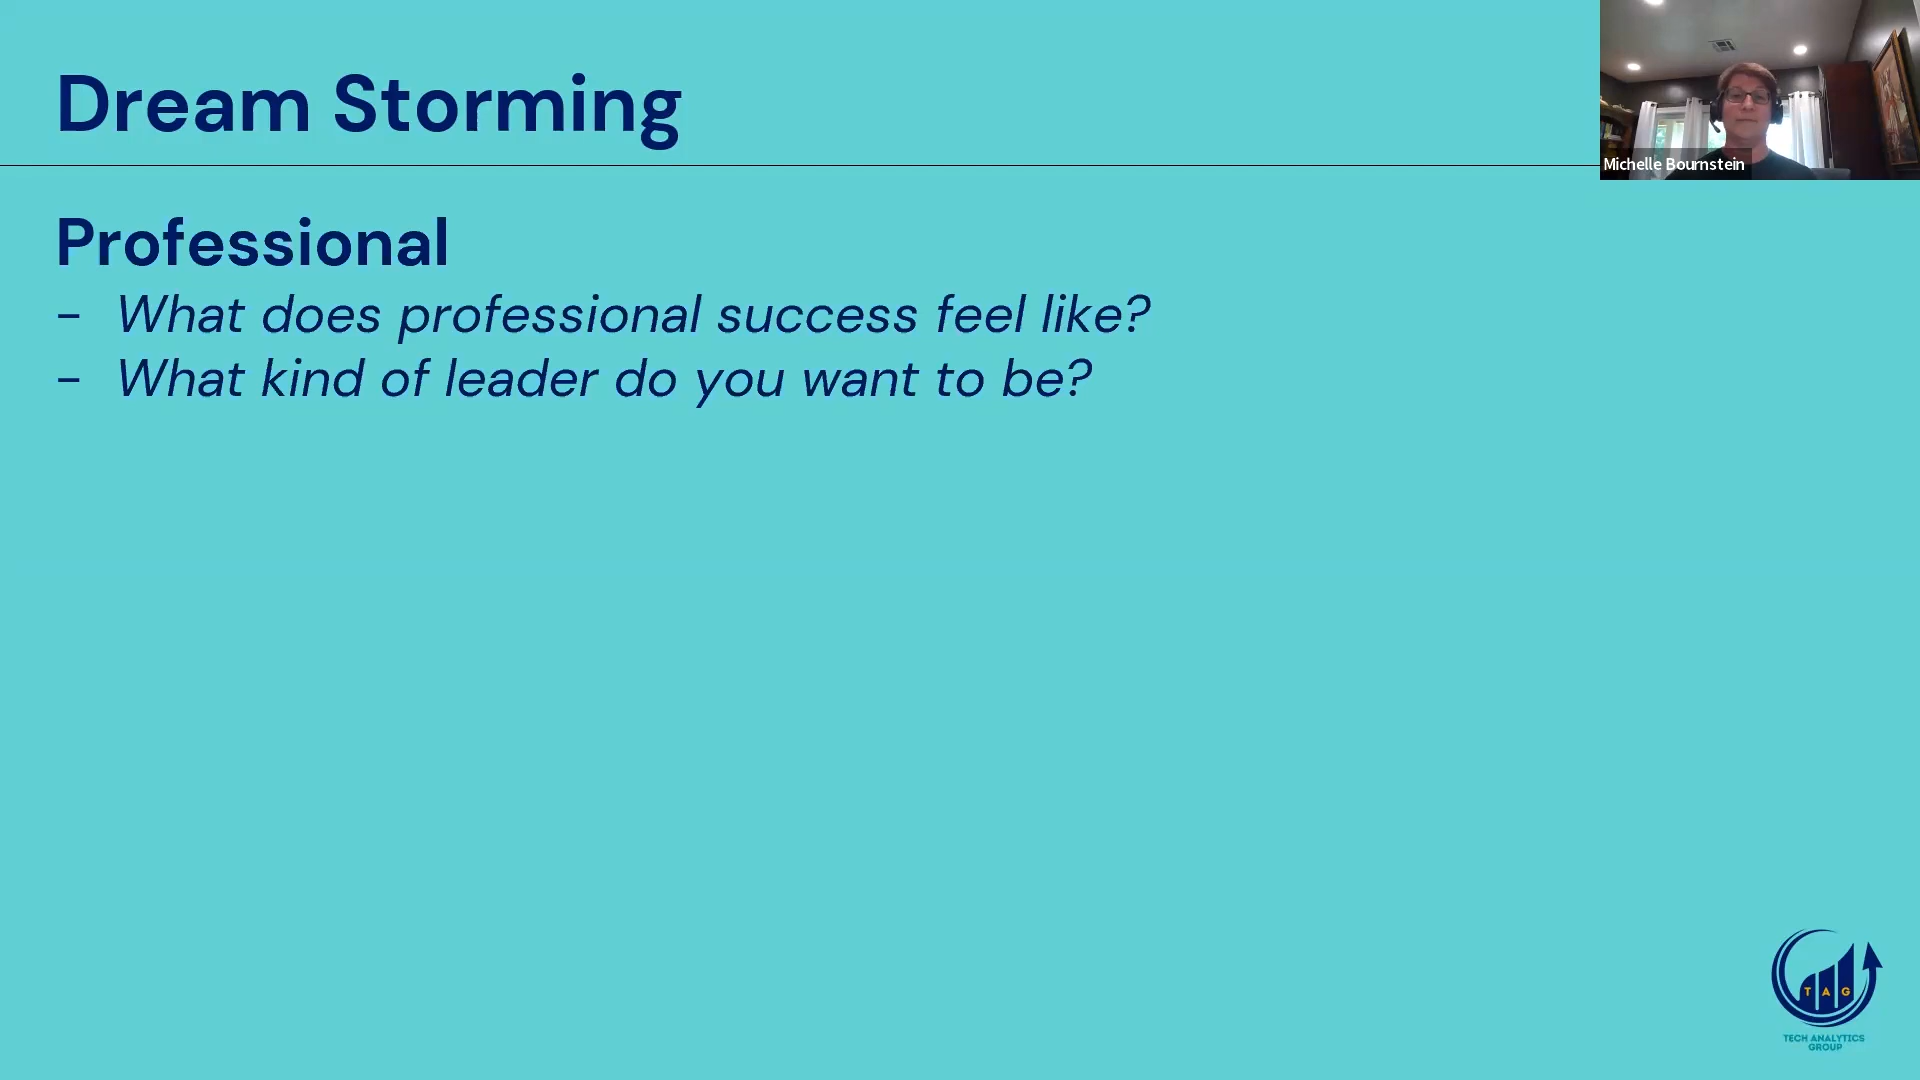 Dream Storming
Michelle Bournstein
Professional
- What does professional success feel like?
- What kind of leader do you want to be?
T A G
TECH ANALYTICS
GROUP